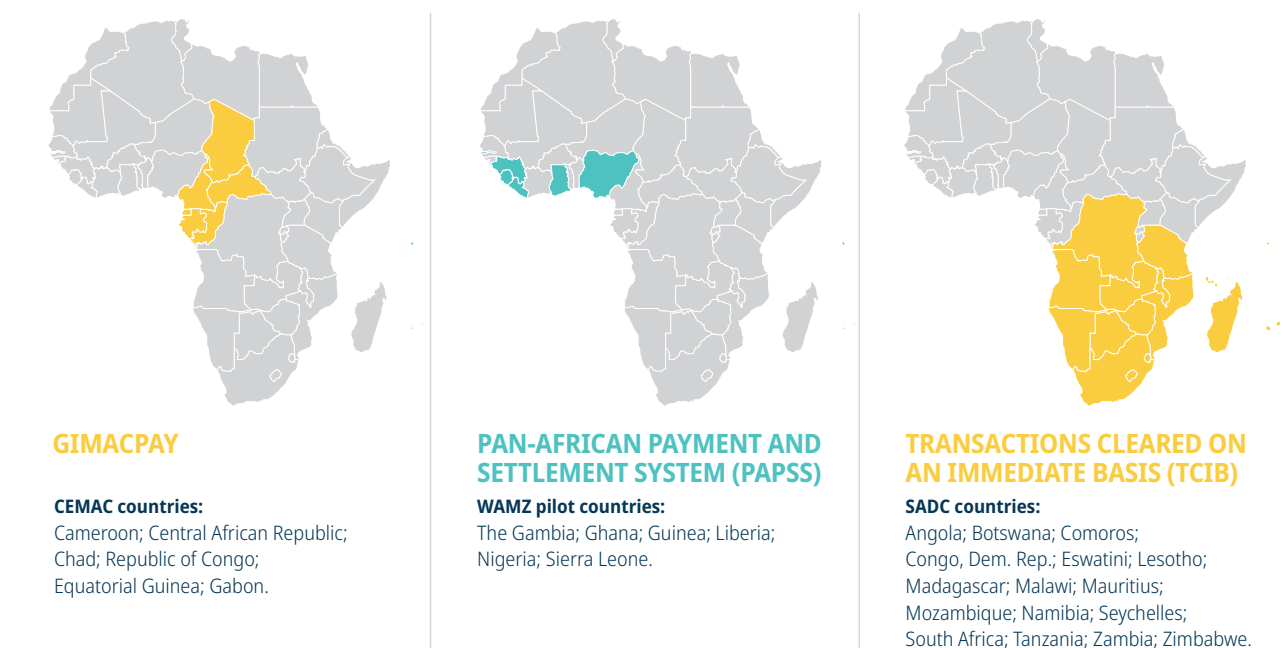 GIMACPAY
CEMAC countries:
Cameroon; Central African Republic;
Chad; Republic of Congo;
Equatorial Guinea; Gabon.
PAN-AFRICAN PAYMENT AND
SETTLEMENT SYSTEM (PAPSS)
WAMZ pilot countries:
The Gambia; Ghana; Guinea; Liberia;
Nigeria; Sierra Leone.
TRANSACTIONS CLEARED ON
AN IMMEDIATE BASIS (TCIB)
SADC countries:
Angola; Botswana; Comoros;
Congo, Dem. Rep.; Eswatini; Lesotho;
Madagascar; Malawi; Mauritius;
Mozambique; Namibia; Seychelles;
South Africa; Tanzania; Zambia; Zimbabwe.